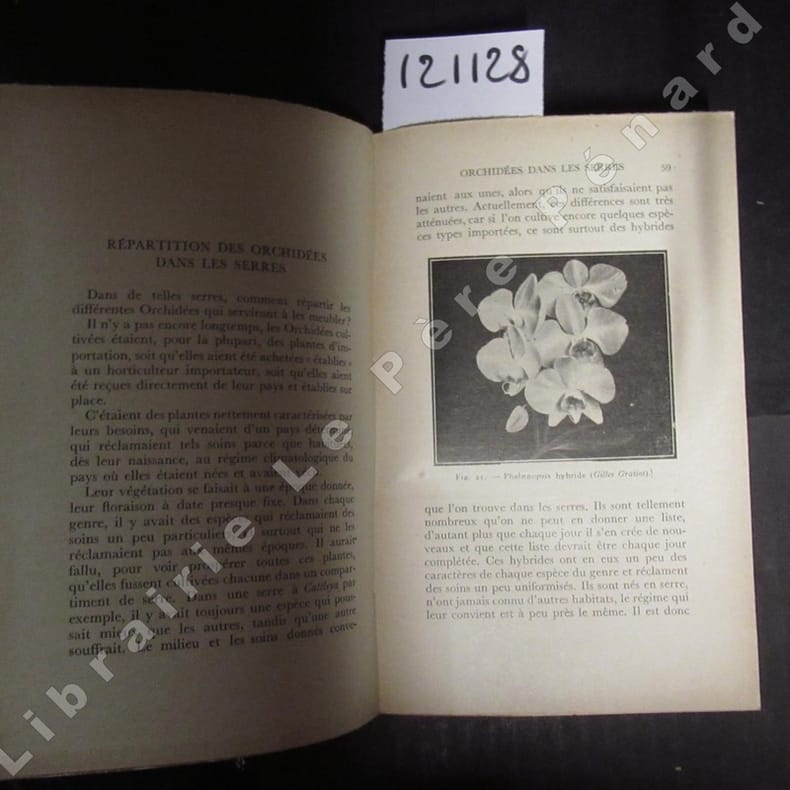 121128
RÉPARTITION DES ORCHIDÉES
DANS LES SERRES
Dans de telles serres, comment répartir les
différentes Orchidées qui serviront à les meubler?
Il n'y a pas encore longtemps, les Orchidées cul-
tivées étaient, pour la plupart, des plantes d'im-
portation, soit qu'elles aient été achetées « établies »
à un horticulteur importateur, soit qu'elles aient
été reçues directement de leur pays et établies sur
place.
C'étaient des plantes nettement caractérisées par
leurs besoins, qui venaient d'un pays
qui réclamaient tels soins parce que
dès leur naissance, au régime climatologique du
pays où elles étaient nées et avaient
Leur végétation se faisait à une époque donnée,
leur floraison à date presque fixe. Dans chaque
genre, il y avait des espèces qui réclamaient des
soins un peu particuliers surtout qui ne les
réclamaient pas aux mêmes époques. Il aurait
fallu, pour voir prospérer toutes ces plantes,
qu'elles fussent cultivées chacune dans un compar-
timent de serre. Dans une serre à Cattleya par
exemple, il y avait toujours une espèce qui pous-
sait mieux que les autres, tandis qu'une autre
souffrait. Le milieu et les soins donnés conve-
ORCHIDÉES DANS LES SERRES 59
naient aux unes, alors qu'ils ne satisfaisaient pas
les autres. Actuellement, ces différences sont très
atténuées, car si l'on cultive encore quelques espè-
ces types importées, ce sont surtout des hybrides
Fig. 21. — Phalænopsis hybride (Gilles Gratiot).
que l'on trouve dans les serres. Ils sont tellement
nombreux qu'on ne peut en donner une liste,
d'autant plus que chaque jour il s'en crée de nou-
veaux et que cette liste devrait être chaque jour
complétée. Ces hybrides ont en eux un peu des
caractères de chaque espèce du genre et réclament
des soins un peu uniformisés. Ils sont nés en serre,
n'ont jamais connu d'autres habitats, le régime qui
leur convient est à peu près le même. Il est donc
Librairie Le Père Pénard